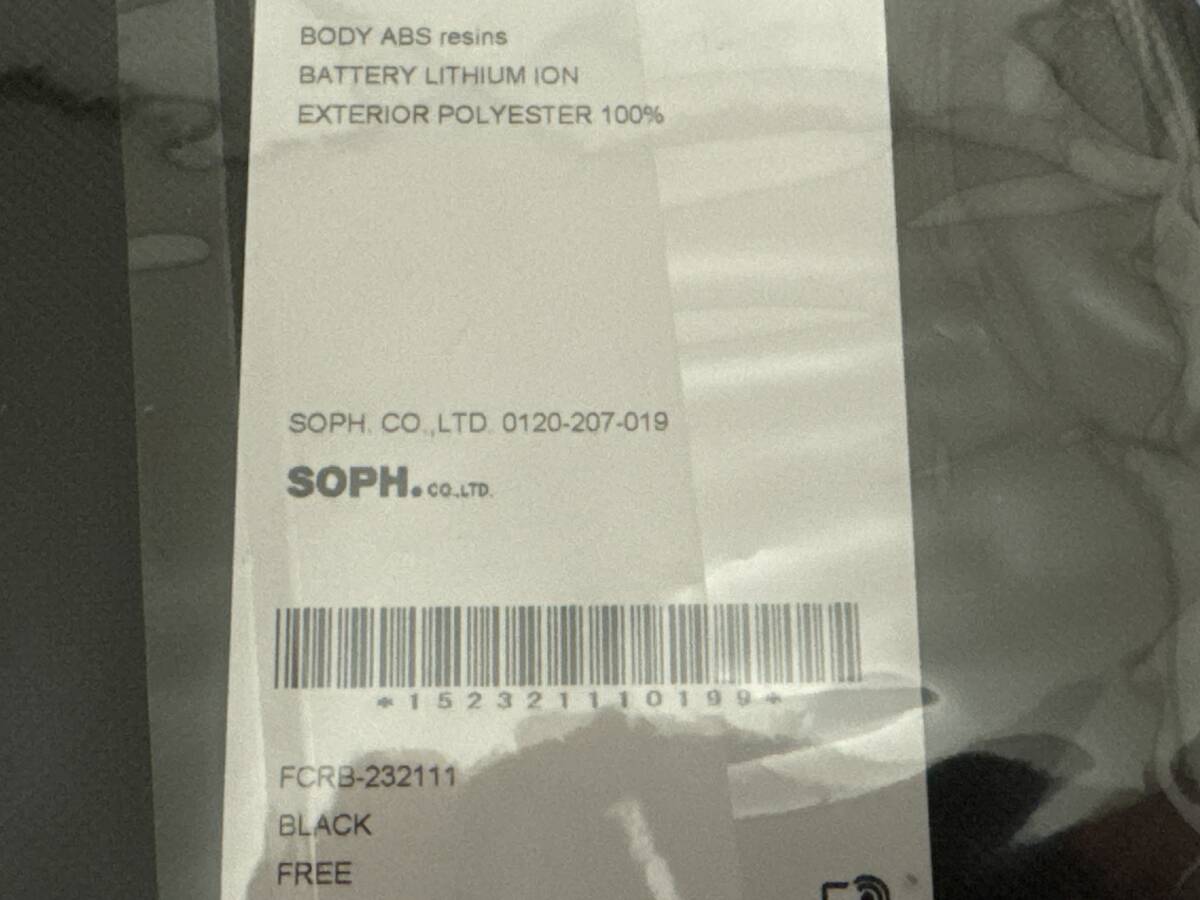 BODY ABS resins
BATTERY LITHIUM ION
EXTERIOR POLYESTER 100%
SOPH. CO.,LTD. 0120-207-019
SOPH. CO.,LTD.
*152321110199*
FCRB-232111
BLACK
FREE